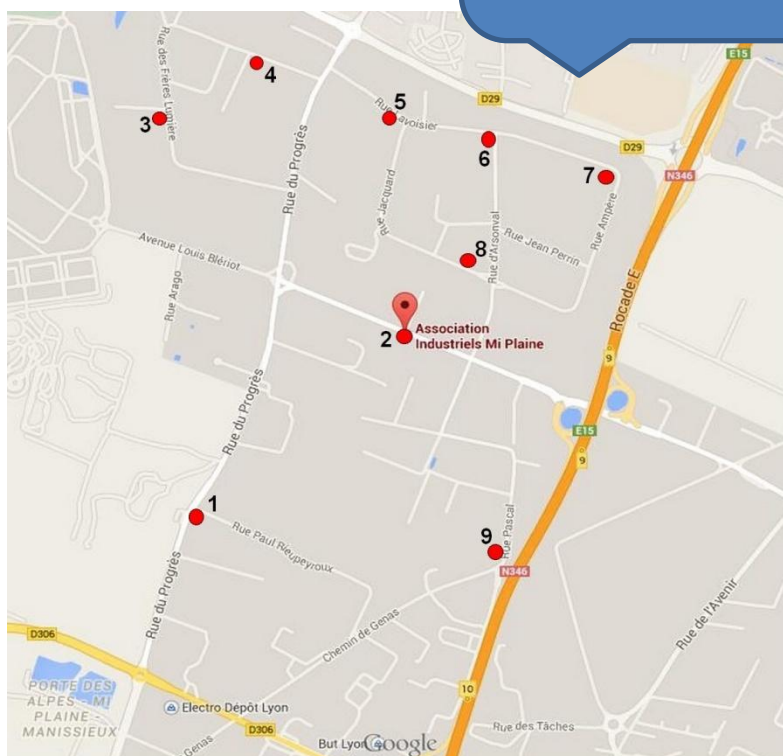 E15
Rue des Frères Lumière
4
3
5
Rue Lavoisier
D29
6
D29
7
N346
Rue du Progrès
Rue Jacquard
Rue d'Arsonval
Rue Jean Perrin
Rue Ampère
8
Avenue Louis Blériot
Rue Arago
Rocade E
2
Association
Industriels Mi Plaine
9
E15
9
Rue du Progrès
1
Rue Paul Rieupeyroux
9
Rue Pascal
N346
Chemin de Genas
Rue du Progrès
Rue de l'Avenir
D306
PORTE DES
ALPES - MI
PLAINE -
MANISSIEUX
Electro Dépôt Lyon
10
D306
Rue des Tâches
Genas
But Lyon
Google